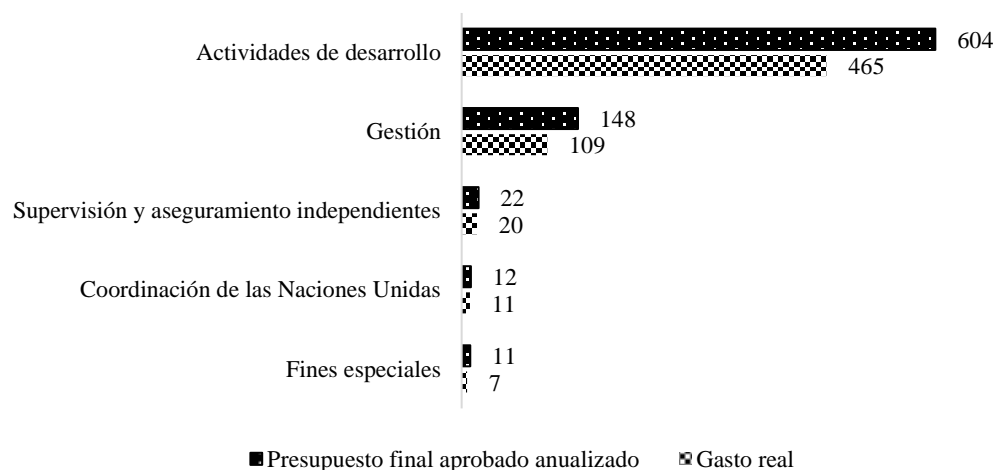 Actividades de desarrollo
604
465
Gestión
148
109
Supervisión y aseguramiento independientes
22
20
Coordinación de las Naciones Unidas
12
11
Fines especiales
11
7
Presupuesto final aprobado anualizado Gasto real